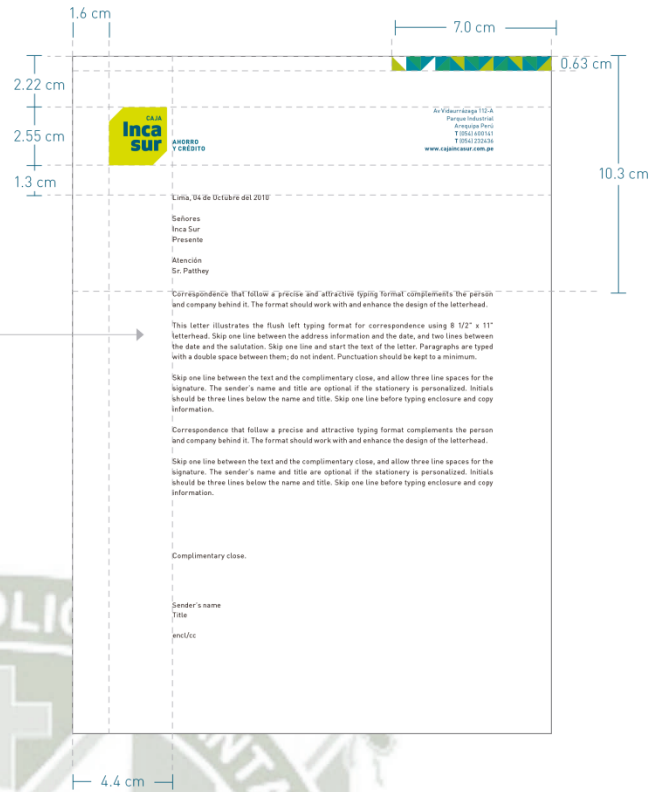 1.6 cm
7.0 cm
0.63 cm
2.22 cm
2.55 cm
1.3 cm
10.3 cm
CAJA
Inca
sur
AHORRO
Y CRÉDITO
Av Vidaurrázaga 112-A
Parque Industrial
Arequipa Perú
T (054) 600141
T (054) 232436
www.cajaincasur.com.pe
Lima, 04 de Octubre del 2010
Señores
Inca Sur
Presente
Atención
Sr. Patthey
Correspondence that follow a precise and attractive typing format complements the person
and company behind it. The format should work with and enhance the design of the letterhead.
This letter illustrates the flush left typing format for correspondence using 8 1/2" x 11"
letterhead. Skip one line between the address information and the date, and two lines between
the date and the salutation. Skip one line and start the text of the letter. Paragraphs are typed
with a double space between them; do not indent. Punctuation should be kept to a minimum.
Skip one line between the text and the complimentary close, and allow three line spaces for the
signature. The sender's name and title are optional if the stationery is personalized. Initials
should be three lines below the name and title. Skip one line before typing enclosure and copy
information.
Correspondence that follow a precise and attractive typing format complements the person
and company behind it. The format should work with and enhance the design of the letterhead.
Skip one line between the text and the complimentary close, and allow three line spaces for the
signature. The sender's name and title are optional if the stationery is personalized. Initials
should be three lines below the name and title. Skip one line before typing enclosure and copy
information.
Complimentary close.
Sender's name
Title
encl/cc
4.4 cm